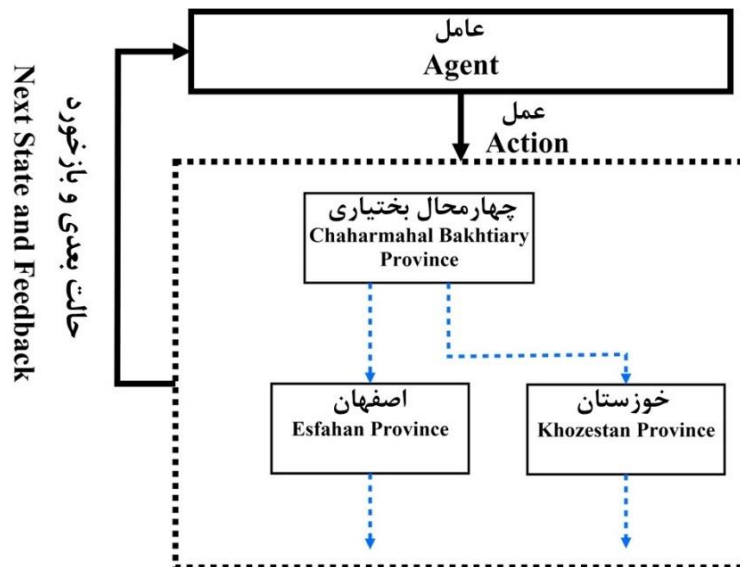 عامل
Agent
عمل
Action
حالت بعدی و بازخورد
Next State and Feedback
چهارمحال بختیاری
Chaharmahal Bakhtiary
Province
اصفهان
Esfahan Province
خوزستان
Khozestan Province